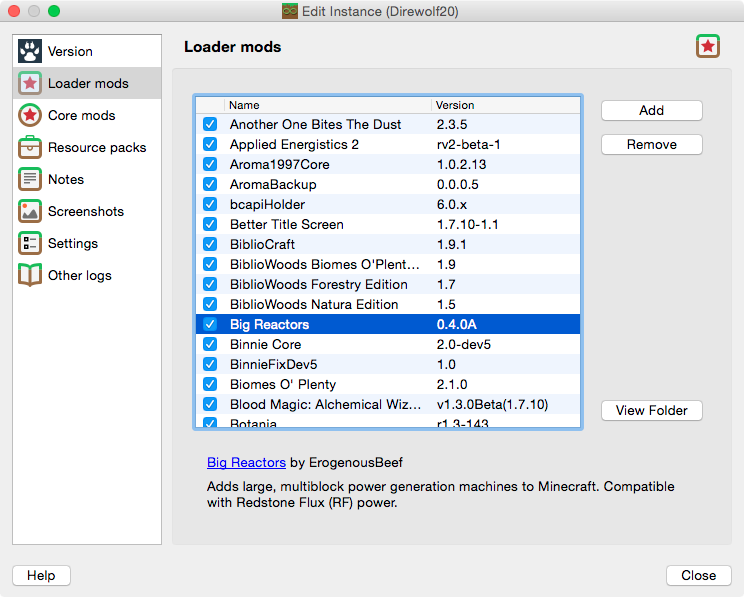 Edit Instance (Direwolf20)
Version
Loader mods
Core mods
Resource packs
Notes
Screenshots
Settings
Other logs
Loader mods
Name Version
Another One Bites The Dust 2.3.5
Applied Energistics 2 rv2-beta-1
Aroma1997Core 1.0.2.13
AromaBackup 0.0.0.5
bcapiHolder 6.0.x
Better Title Screen 1.7.10-1.1
BiblioCraft 1.9.1
BiblioWoods Biomes O'Plent... 1.9
BiblioWoods Forestry Edition 1.7
BiblioWoods Natura Edition 1.5
Big Reactors 0.4.0A
Binnie Core 2.0-dev5
BinnieFixDev5 1.0
Biomes O' Plenty 2.1.0
Blood Magic: Alchemical Wiz... v1.3.0Beta(1.7.10)
Botania r1.3-143
Add
Remove
View Folder
Big Reactors by ErogenousBeef
Adds large, multiblock power generation machines to Minecraft. Compatible
with Redstone Flux (RF) power.
Help
Close